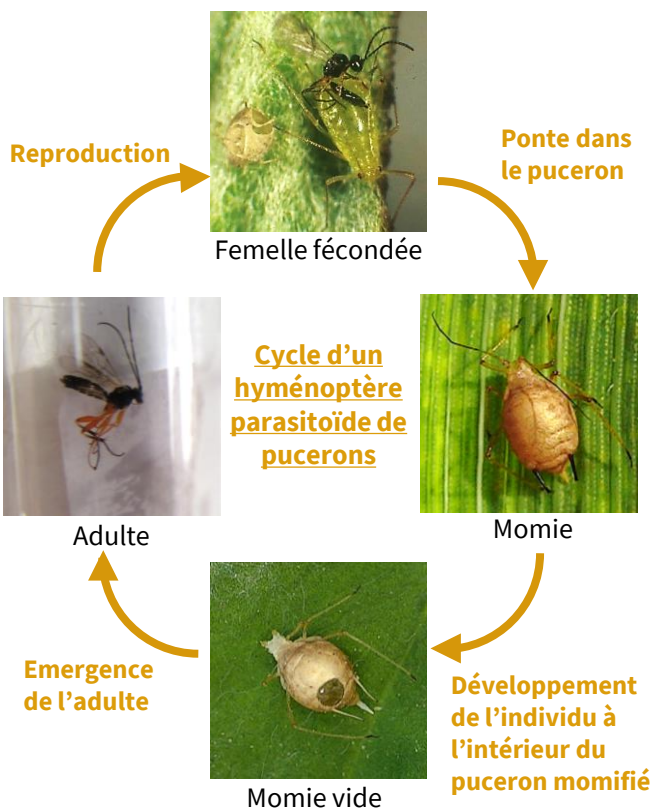 Reproduction
Ponte dans
le puceron
Femelle fécondée
Cycle d'un
hyménoptère
parasitoïde de
pucerons
Adulte
Momie
Emergence
de l'adulte
Développement
de l'individu à
l'intérieur du
puceron momifié
Momie vide